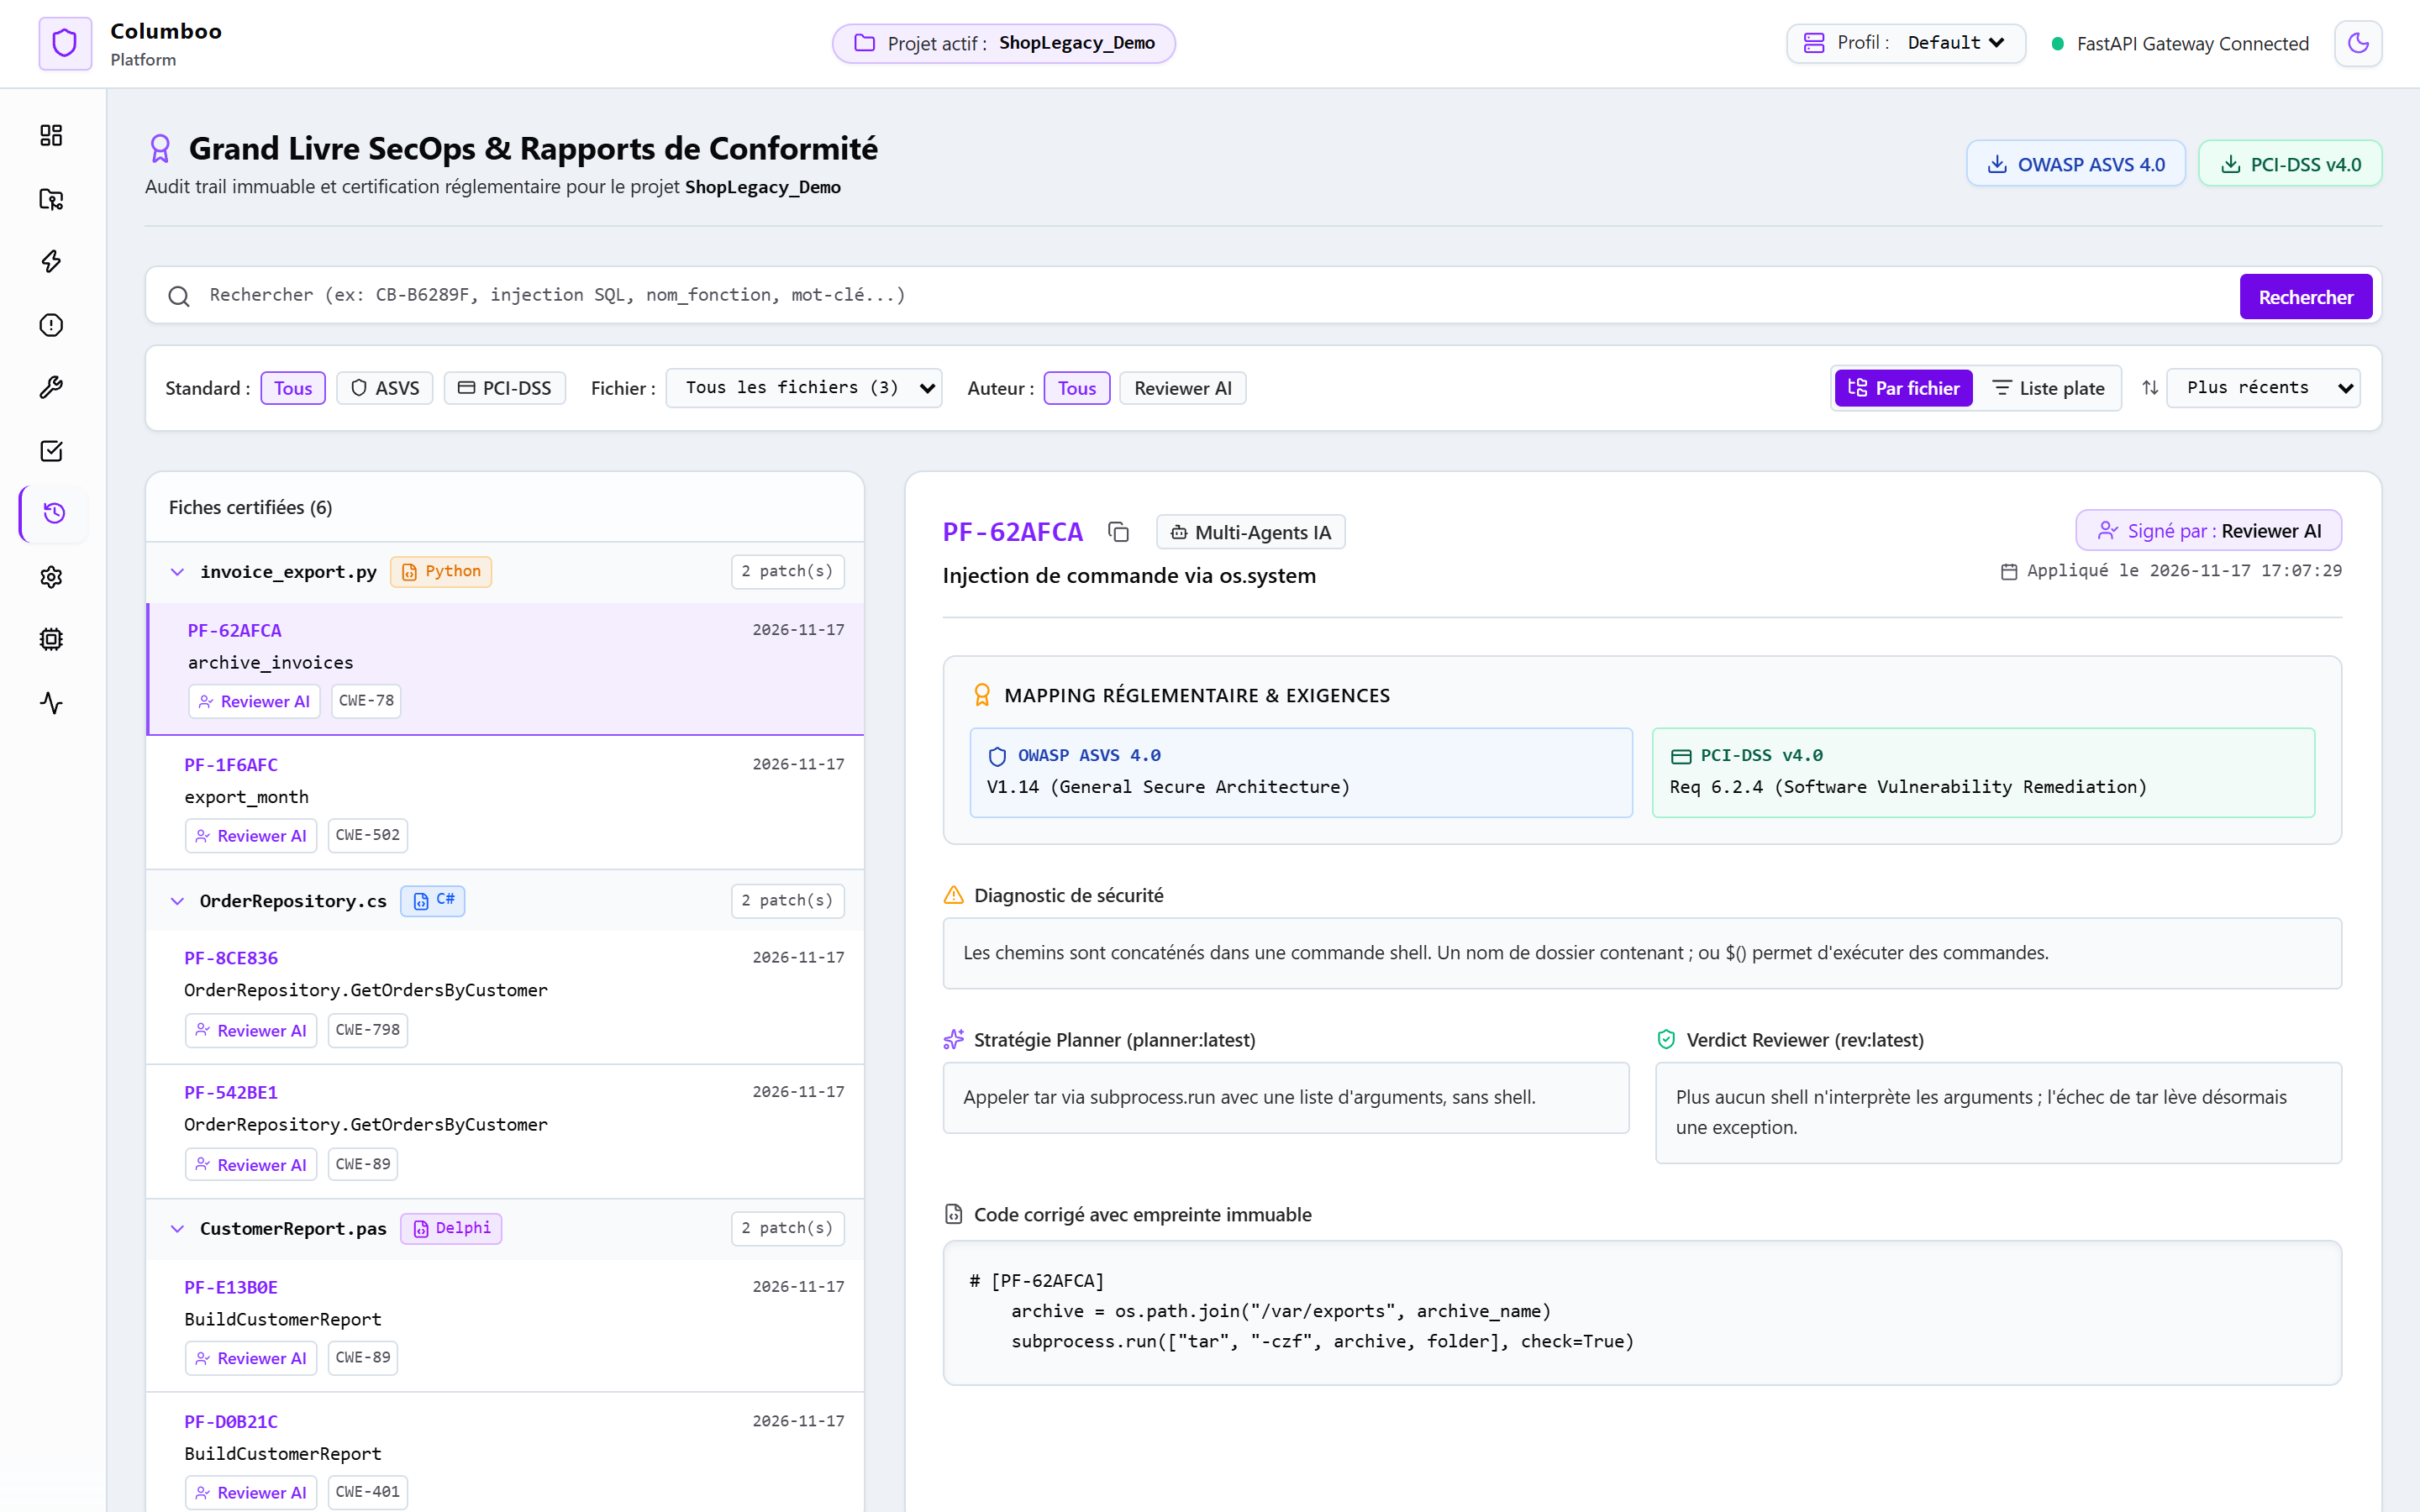 Columboo
Platform
Projet actif : ShopLegacy_Demo
Profil : Default
FastAPI Gateway Connected
Grand Livre SecOps & Rapports de Conformité
Audit trail immuable et certification réglementaire pour le projet ShopLegacy_Demo
OWASP ASVS 4.0
PCI-DSS v4.0
Rechercher (ex: CB-B6289F, injection SQL, nom_fonction, mot-clé...)
Rechercher
Standard : Tous ASVS PCI-DSS Fichier : Tous les fichiers (3) Auteur : Tous Reviewer AI
Par fichier Liste plate Plus récents
Fiches certifiées (6)
invoice_export.py Python 2 patch(s)
PF-62AFCA 2026-11-17
archive_invoices
Reviewer AI CWE-78
PF-1F6AFC 2026-11-17
export_month
Reviewer AI CWE-502
OrderRepository.cs C# 2 patch(s)
PF-8CE836 2026-11-17
OrderRepository.GetOrdersByCustomer
Reviewer AI CWE-798
PF-542BE1 2026-11-17
OrderRepository.GetOrdersByCustomer
Reviewer AI CWE-89
CustomerReport.pas Delphi 2 patch(s)
PF-E13B0E 2026-11-17
BuildCustomerReport
Reviewer AI CWE-89
PF-D0B21C 2026-11-17
BuildCustomerReport
Reviewer AI CWE-401
PF-62AFCA Multi-Agents IA
Signé par : Reviewer AI
Injection de commande via os.system
Appliqué le 2026-11-17 17:07:29
MAPPING RÉGLEMENTAIRE & EXIGENCES
OWASP ASVS 4.0
V1.14 (General Secure Architecture)
PCI-DSS v4.0
Req 6.2.4 (Software Vulnerability Remediation)
Diagnostic de sécurité
Les chemins sont concaténés dans une commande shell. Un nom de dossier contenant ; ou $() permet d'exécuter des commandes.
Stratégie Planner (planner:latest)
Appeler tar via subprocess.run avec une liste d'arguments, sans shell.
Verdict Reviewer (rev:latest)
Plus aucun shell n'interprète les arguments ; l'échec de tar lève désormais
une exception.
Code corrigé avec empreinte immuable
# [PF-62AFCA]
    archive = os.path.join("/var/exports", archive_name)
    subprocess.run(["tar", "-czf", archive, folder], check=True)